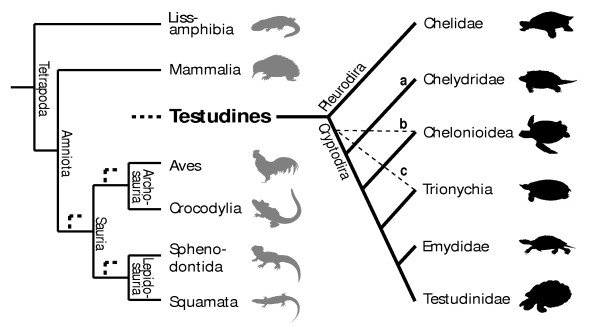 Liss-
amphibia
Mammalia
Testudines
Aves
Crocodylia
Spheno-
dontida
Squamata
Tetrapoda
Amniota
Sauria
Archo-
sauria
Lepido-
sauria
Pleurodira
Cryptodira
a
b
c
Chelidae
Chelydridae
Chelonioidea
Trionychia
Emydidae
Testudinidae